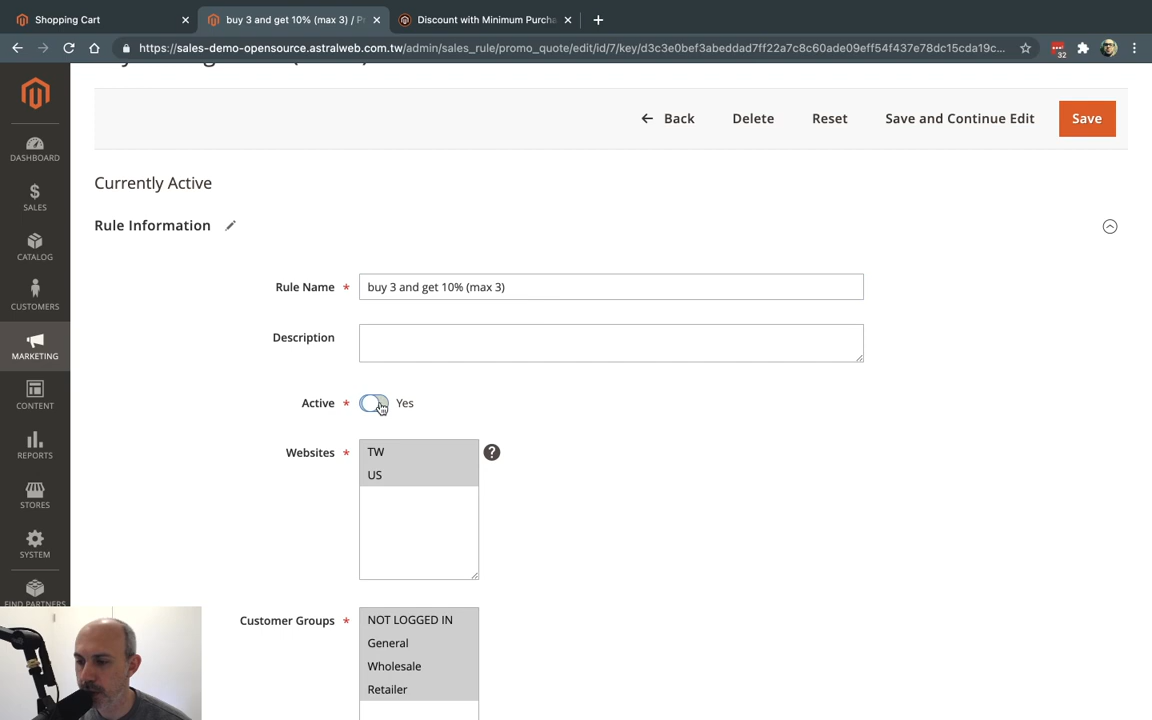 Shopping Cart
buy 3 and get 10% (max 3) / Pr
Discount with Minimum Purcha
https://sales-demo-opensource.astralweb.com.tw/admin/sales_rule/promo_quote/edit/id/7/key/d3c3e0bef3abeddad7ff22a7c8c60ade09eff54f437e78dc15cda19c...
32
Back
Delete
Reset
Save and Continue Edit
Save
DASHBOARD
SALES
CATALOG
CUSTOMERS
MARKETING
CONTENT
REPORTS
STORES
SYSTEM
FIND PARTNERS
Currently Active
Rule Information
Rule Name *
buy 3 and get 10% (max 3)
Description
Active *
Yes
Websites *
TW
US
?
Customer Groups *
NOT LOGGED IN
General
Wholesale
Retailer